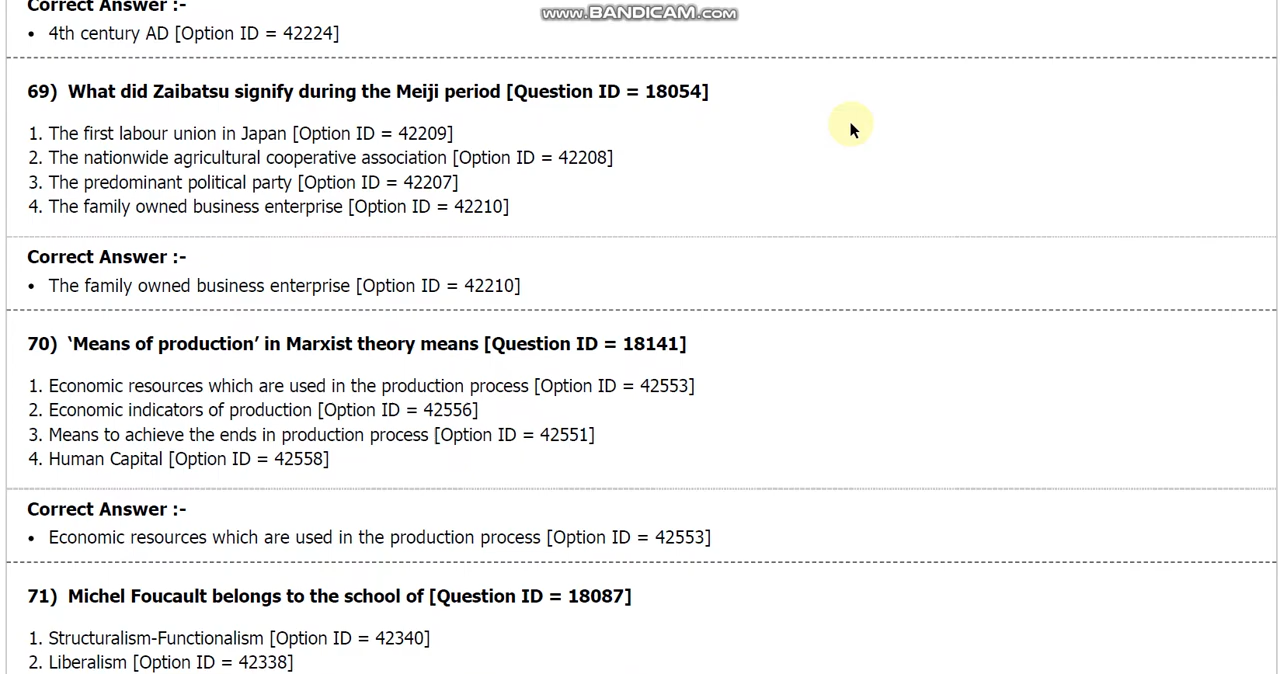 Correct Answer :-
www.BANDICAM.com
• 4th century AD [Option ID = 42224]
69) What did Zaibatsu signify during the Meiji period [Question ID = 18054]
1. The first labour union in Japan [Option ID = 42209]
2. The nationwide agricultural cooperative association [Option ID = 42208]
3. The predominant political party [Option ID = 42207]
4. The family owned business enterprise [Option ID = 42210]
Correct Answer :-
• The family owned business enterprise [Option ID = 42210]
70) ‘Means of production’ in Marxist theory means [Question ID = 18141]
1. Economic resources which are used in the production process [Option ID = 42553]
2. Economic indicators of production [Option ID = 42556]
3. Means to achieve the ends in production process [Option ID = 42551]
4. Human Capital [Option ID = 42558]
Correct Answer :-
• Economic resources which are used in the production process [Option ID = 42553]
71) Michel Foucault belongs to the school of [Question ID = 18087]
1. Structuralism-Functionalism [Option ID = 42340]
2. Liberalism [Option ID = 42338]